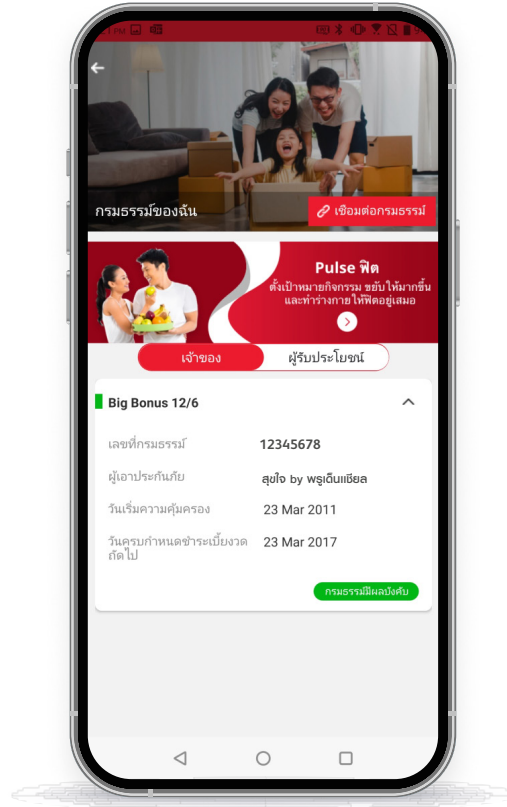 1 PM
กรมธรรม์ของฉัน
เชื่อมต่อกรมธรรม์
Pulse ฟิต
ตั้งเป้าหมายกิจกรรม ขยับให้มากขึ้น
และทำร่างกายให้ฟิตอยู่เสมอ
เจ้าของ ผู้รับประโยชน์
Big Bonus 12/6
เลขที่กรมธรรม์ 12345678
ผู้เอาประกันภัย สุขใจ by พรูเด็นเชียล
วันเริ่มความคุ้มครอง 23 Mar 2011
วันครบกำหนดชำระเบี้ยงวด 23 Mar 2017
ถัดไป
กรมธรรม์มีผลบังคับ